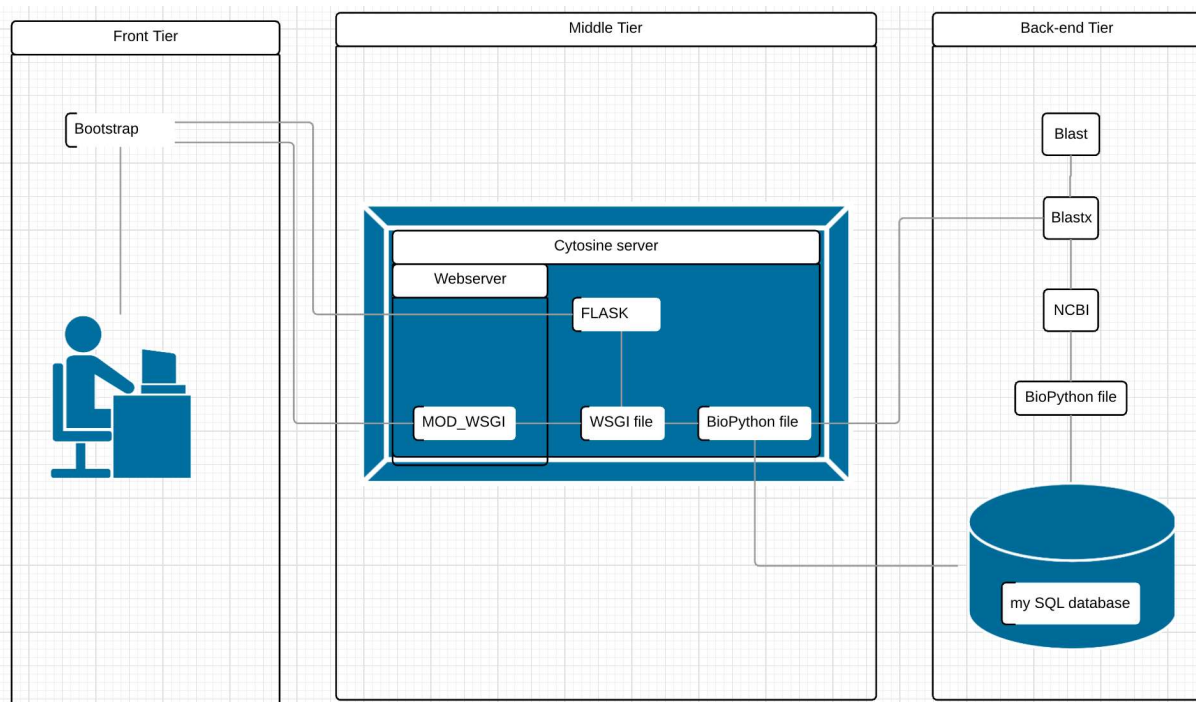 Front Tier
Middle Tier
Back-end Tier
Bootstrap
Blast
Blastx
Cytosine server
Webserver
FLASK
NCBI
BioPython file
MOD_WSGI
WSGI file
BioPython file
my SQL database